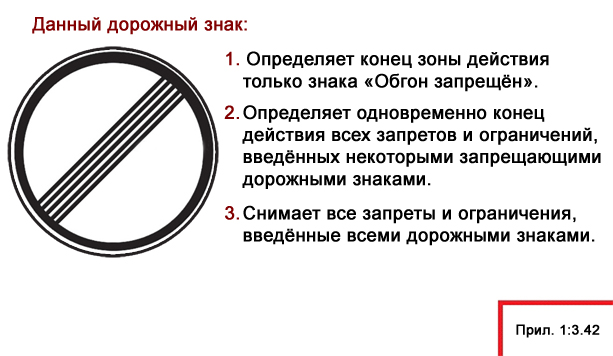 Данный дорожный знак:
1. Определяет конец зоны действия
только знака «Обгон запрещён».
2. Определяет одновременно конец
действия всех запретов и ограничений,
введённых некоторыми запрещающими
дорожными знаками.
3. Снимает все запреты и ограничения,
введённые всеми дорожными знаками.
Прил. 1:3.42